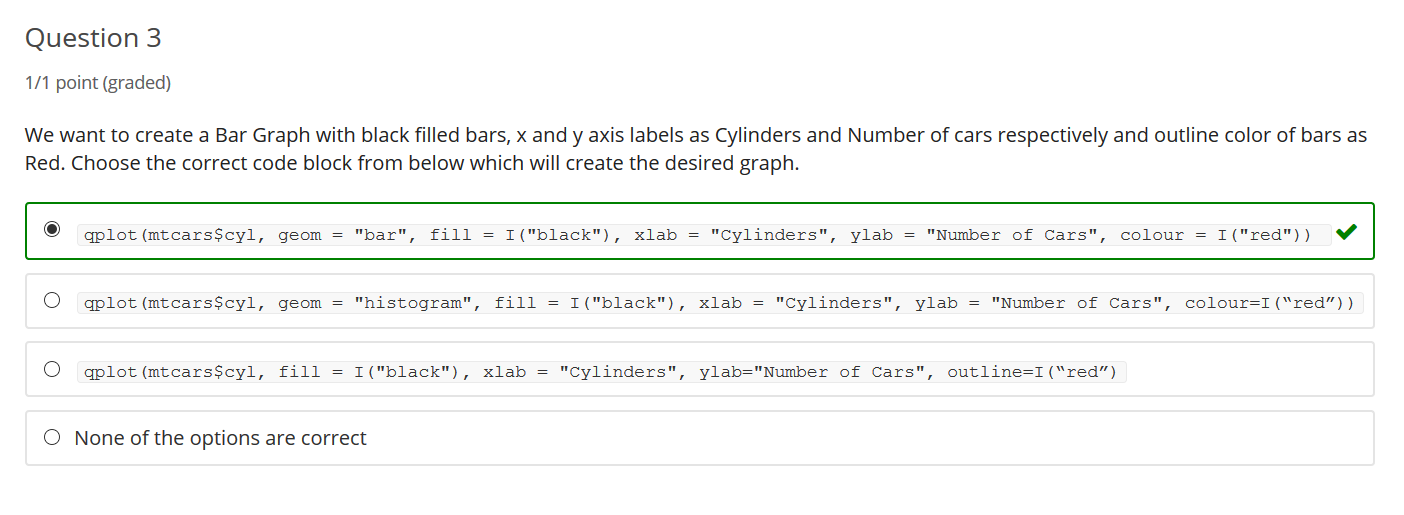 Question 3
1/1 point (graded)
We want to create a Bar Graph with black filled bars, x and y axis labels as Cylinders and Number of cars respectively and outline color of bars as
Red. Choose the correct code block from below which will create the desired graph.
qplot(mtcars$cyl, geom = "bar", fill = I("black"), xlab = "Cylinders", ylab = "Number of Cars", colour = I("red"))
qplot(mtcars$cyl, geom = "histogram", fill = I("black"), xlab = "Cylinders", ylab = "Number of Cars", colour=I(“red”))
qplot(mtcars$cyl, fill = I("black"), xlab = "Cylinders", ylab="Number of Cars", outline=I(“red”)
None of the options are correct